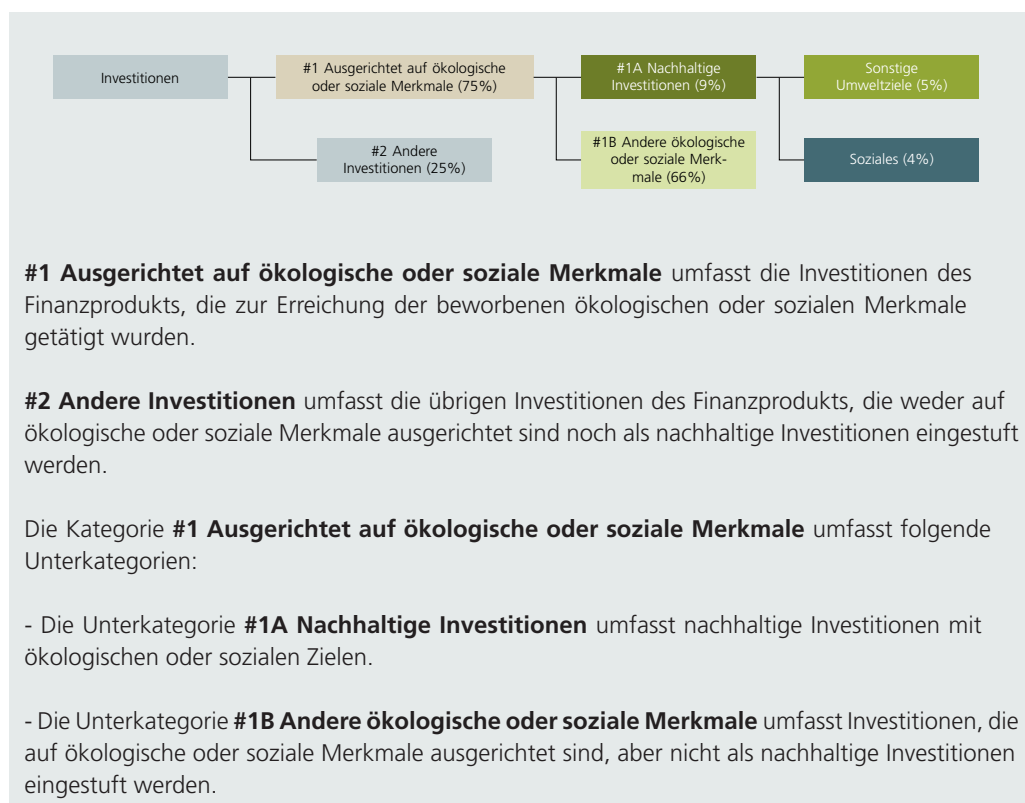 Investitionen
#1 Ausgerichtet auf ökologische
oder soziale Merkmale (75%)
#1A Nachhaltige
Investitionen (9%)
Sonstige
Umweltziele (5%)
#2 Andere
Investitionen (25%)
#1B Andere ökologische
oder soziale Merk-
male (66%)
Soziales (4%)
#1 Ausgerichtet auf ökologische oder soziale Merkmale umfasst die Investitionen des
Finanzprodukts, die zur Erreichung der beworbenen ökologischen oder sozialen Merkmale
getätigt wurden.
#2 Andere Investitionen umfasst die übrigen Investitionen des Finanzprodukts, die weder auf
ökologische oder soziale Merkmale ausgerichtet sind noch als nachhaltige Investitionen eingestuft
werden.
Die Kategorie #1 Ausgerichtet auf ökologische oder soziale Merkmale umfasst folgende
Unterkategorien:
- Die Unterkategorie #1A Nachhaltige Investitionen umfasst nachhaltige Investitionen mit
ökologischen oder sozialen Zielen.
- Die Unterkategorie #1B Andere ökologische oder soziale Merkmale umfasst Investitionen, die
auf ökologische oder soziale Merkmale ausgerichtet sind, aber nicht als nachhaltige Investitionen
eingestuft werden.